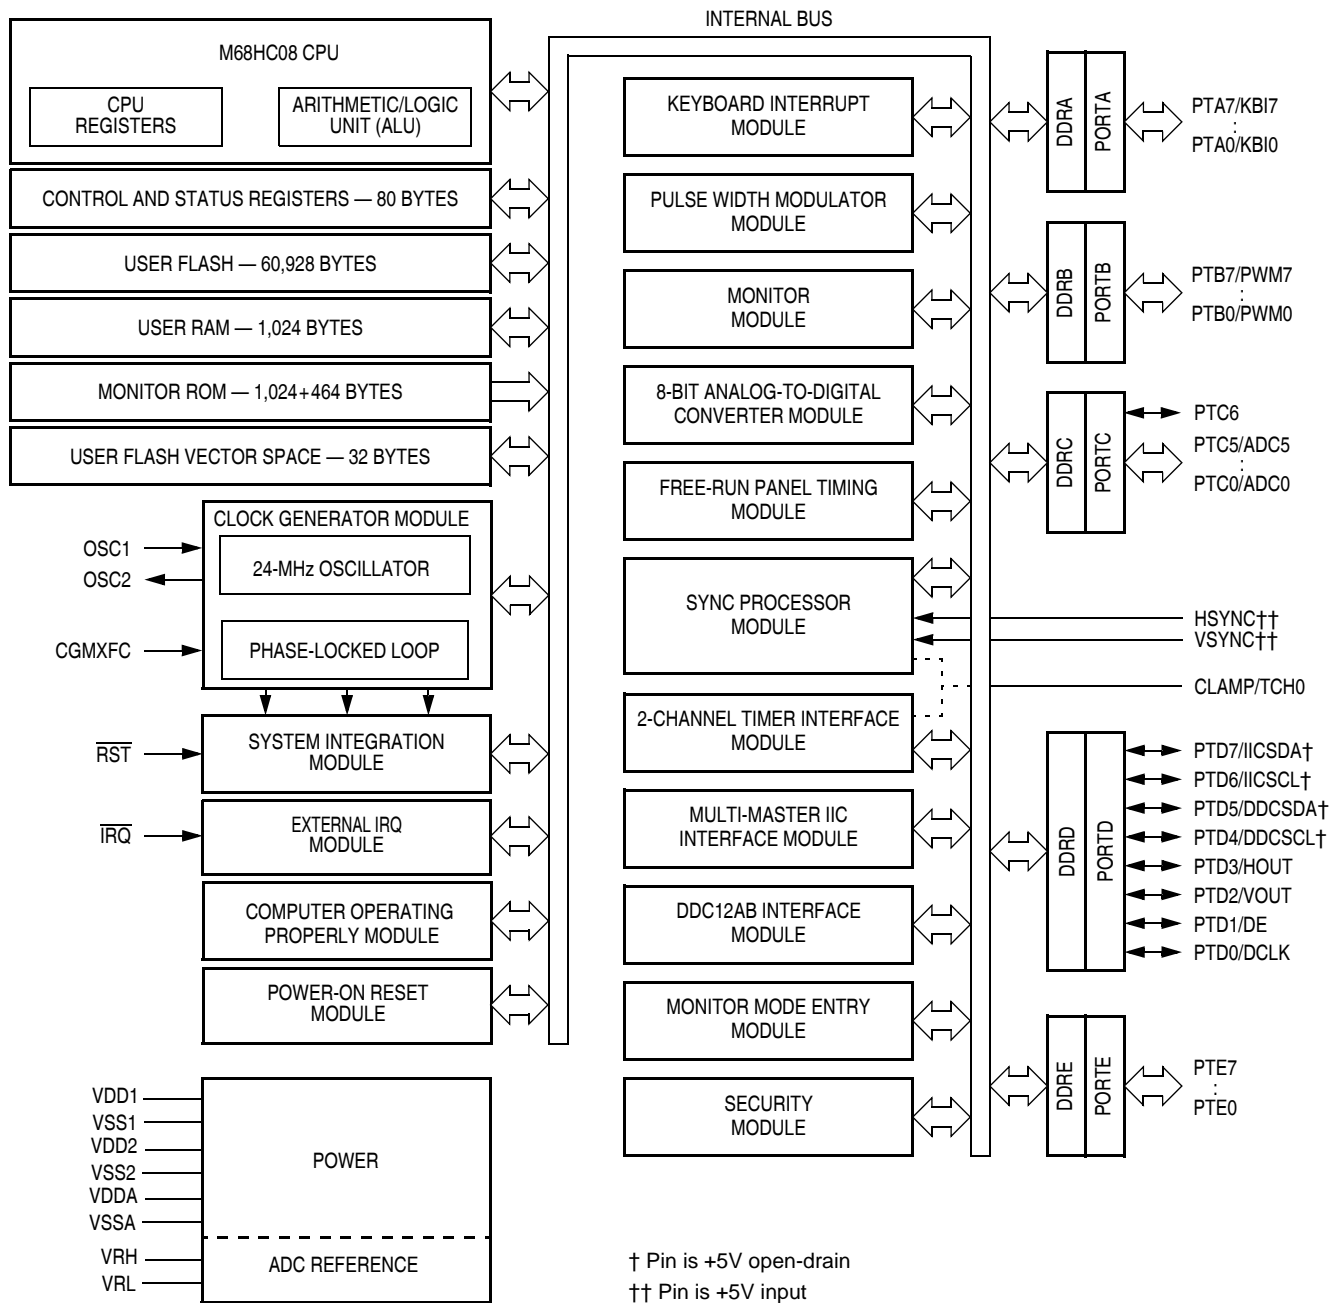 INTERNAL BUS
M68HC08 CPU
CPU
REGISTERS
ARITHMETIC/LOGIC
UNIT (ALU)
CONTROL AND STATUS REGISTERS — 80 BYTES
USER FLASH — 60,928 BYTES
USER RAM — 1,024 BYTES
MONITOR ROM — 1,024+464 BYTES
USER FLASH VECTOR SPACE — 32 BYTES
CLOCK GENERATOR MODULE
24-MHz OSCILLATOR
PHASE-LOCKED LOOP
OSC1
OSC2
CGMXFC
SYSTEM INTEGRATION
MODULE
RST
EXTERNAL IRQ
MODULE
IRQ
COMPUTER OPERATING
PROPERLY MODULE
POWER-ON RESET
MODULE
VDD1
VSS1
VDD2
VSS2
VDDA
VSSA
VRH
VRL
POWER
ADC REFERENCE
KEYBOARD INTERRUPT
MODULE
PULSE WIDTH MODULATOR
MODULE
MONITOR
MODULE
8-BIT ANALOG-TO-DIGITAL
CONVERTER MODULE
FREE-RUN PANEL TIMING
MODULE
SYNC PROCESSOR
MODULE
2-CHANNEL TIMER INTERFACE
MODULE
MULTI-MASTER IIC
INTERFACE MODULE
DDC12AB INTERFACE
MODULE
MONITOR MODE ENTRY
MODULE
SECURITY
MODULE
DDRA
PORTA
PTA7/KBI7
:
PTA0/KBI0
DDRB
PORTB
PTB7/PWM7
:
PTB0/PWM0
DDRC
PORTC
PTC6
PTC5/ADC5
:
PTC0/ADC0
HSYNC††
VSYNC††
CLAMP/TCH0
DDRD
PORTD
PTD7/IICSDA†
PTD6/IICSCL†
PTD5/DDCSDA†
PTD4/DDCSCL†
PTD3/HOUT
PTD2/VOUT
PTD1/DE
PTD0/DCLK
DDRE
PORTE
PTE7
:
PTE0
† Pin is +5V open-drain
†† Pin is +5V input